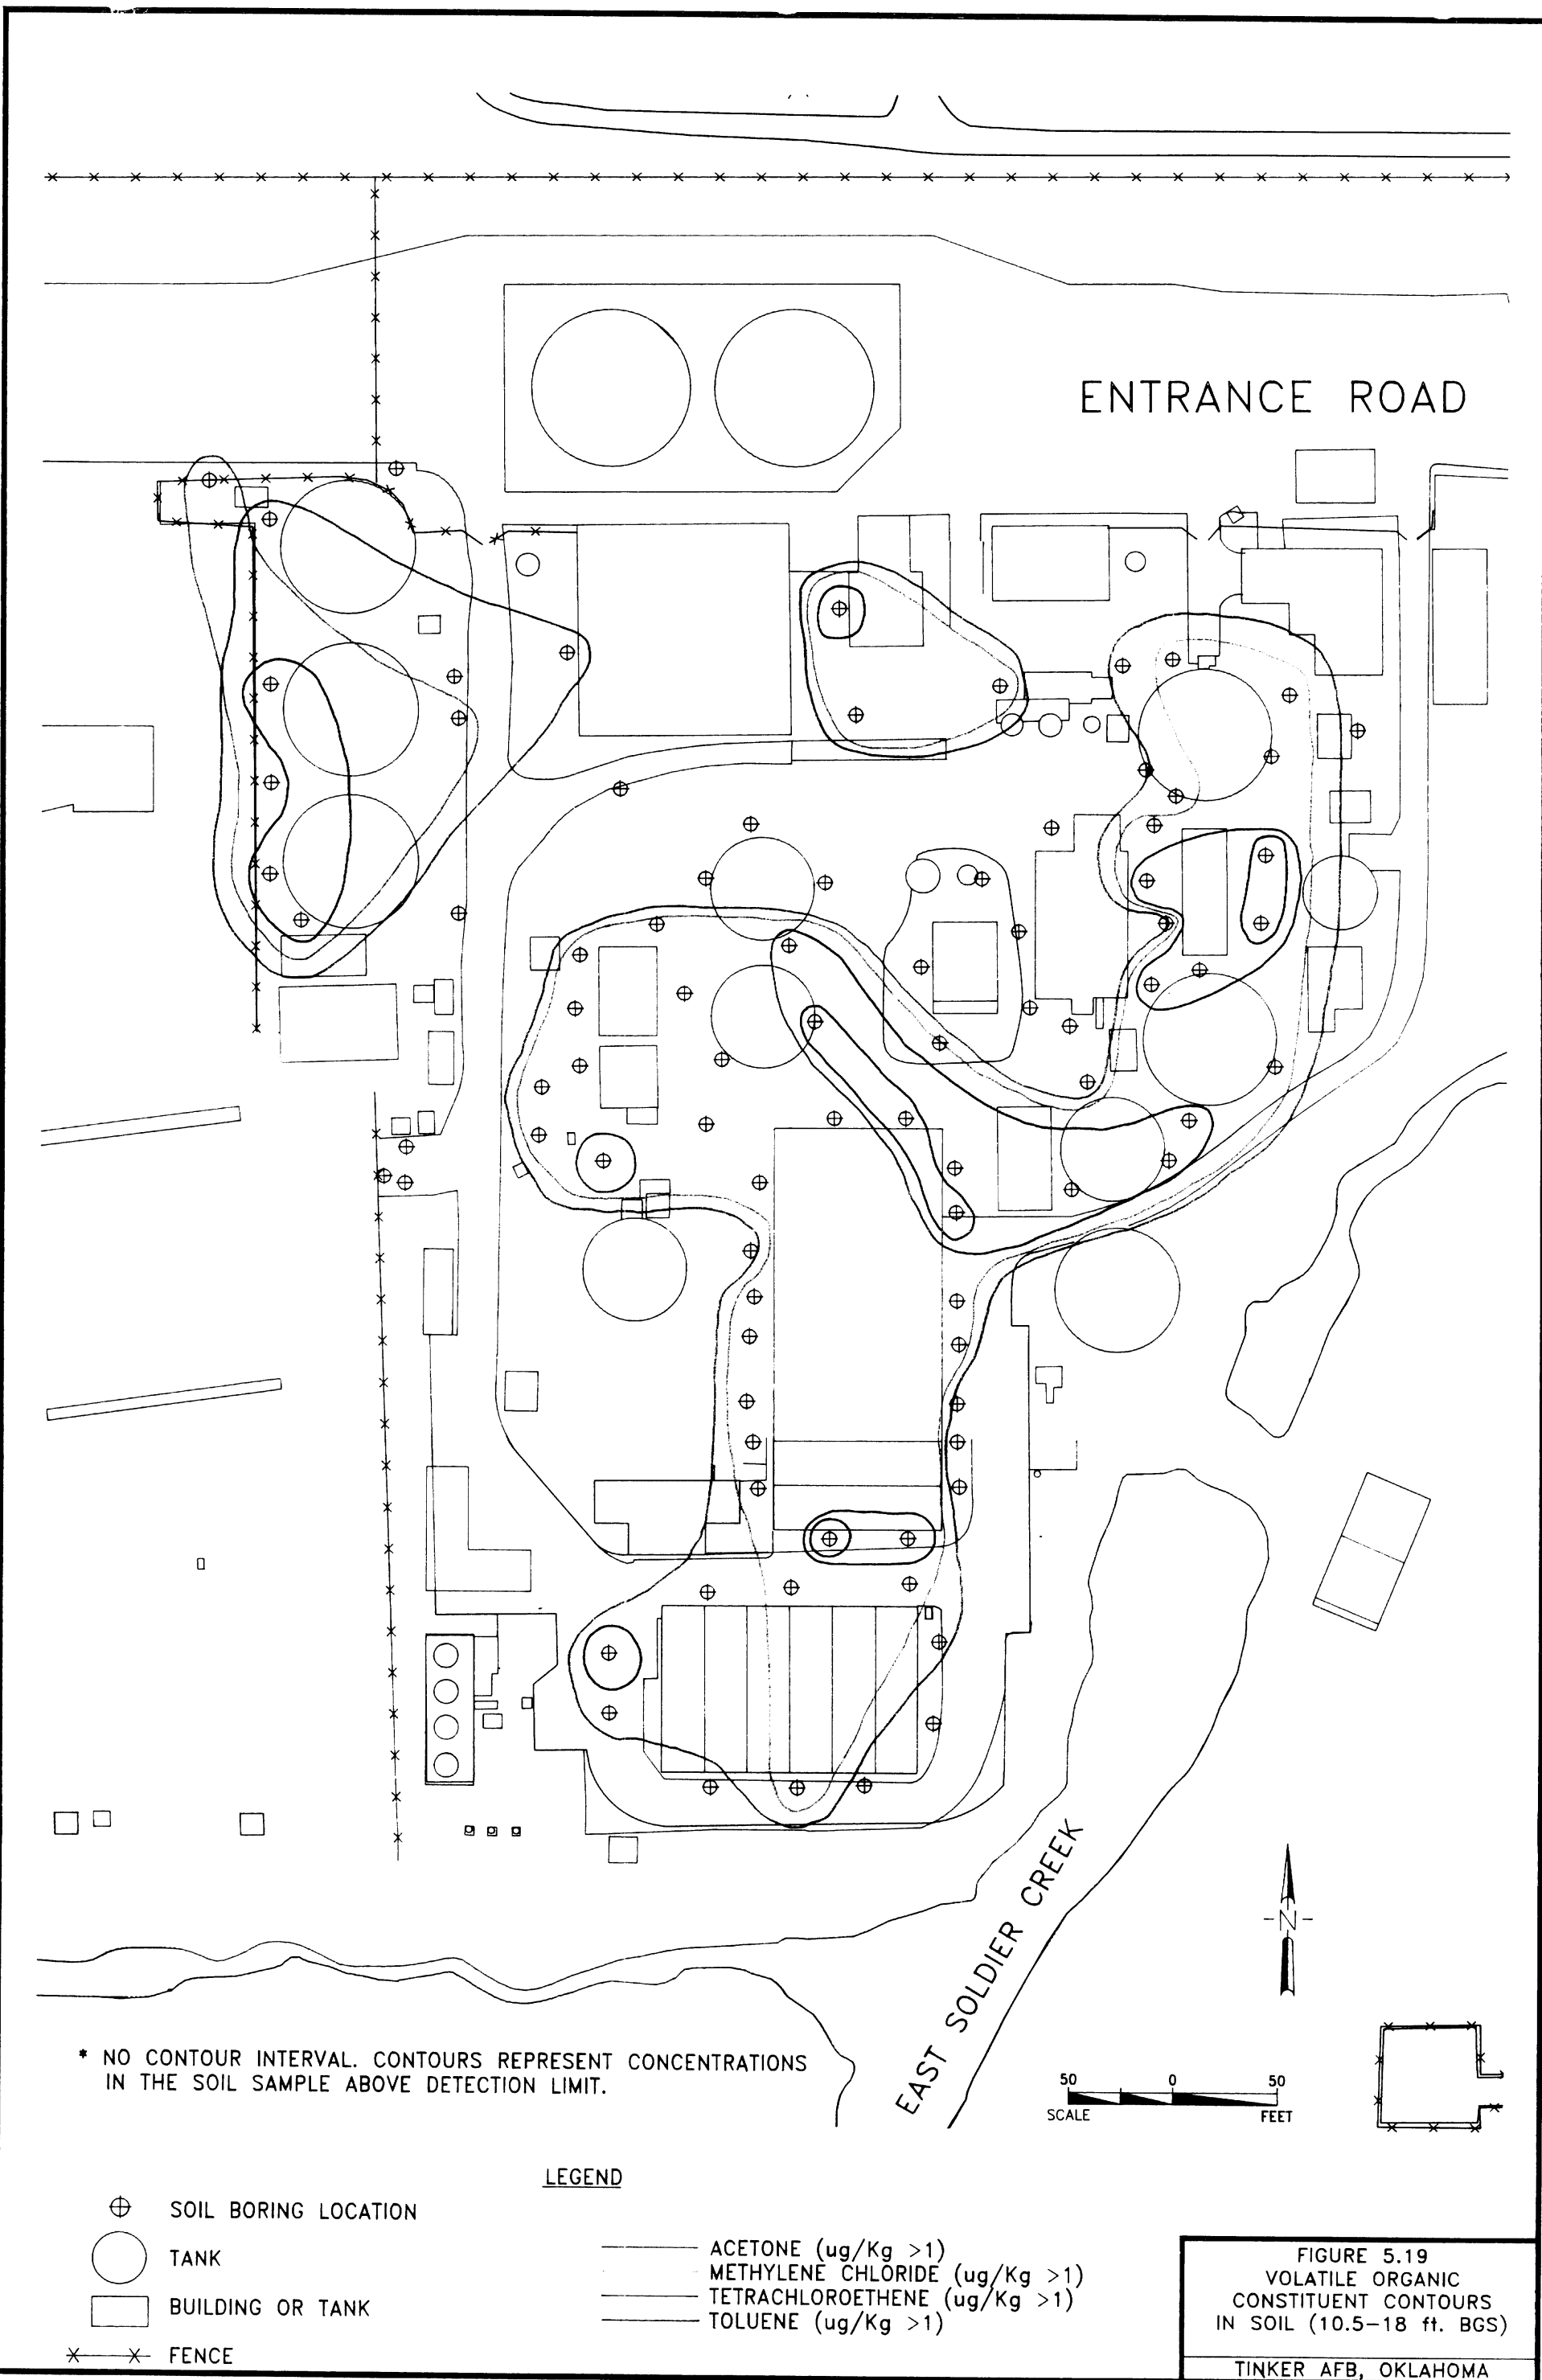 ENTRANCE ROAD
EAST SOLDIER CREEK
N
* NO CONTOUR INTERVAL. CONTOURS REPRESENT CONCENTRATIONS
IN THE SOIL SAMPLE ABOVE DETECTION LIMIT.
50 0 50
SCALE FEET
LEGEND
SOIL BORING LOCATION
TANK
BUILDING OR TANK
FENCE
ACETONE (ug/Kg >1)
METHYLENE CHLORIDE (ug/Kg >1)
TETRACHLOROETHENE (ug/Kg >1)
TOLUENE (ug/Kg >1)
FIGURE 5.19
VOLATILE ORGANIC
CONSTITUENT CONTOURS
IN SOIL (10.5-18 ft. BGS)
TINKER AFB, OKLAHOMA